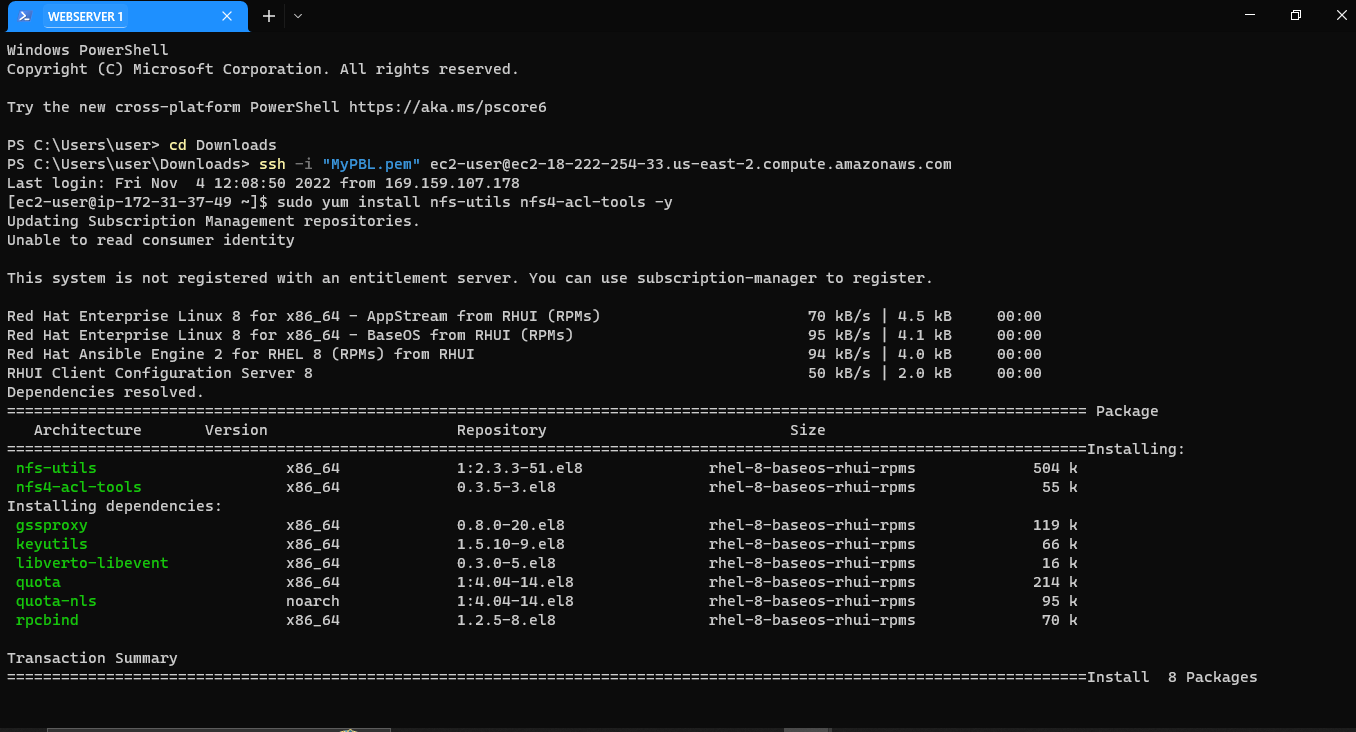 WEBSERVER 1
Windows PowerShell
Copyright (C) Microsoft Corporation. All rights reserved.
Try the new cross-platform PowerShell https://aka.ms/pscore6
PS C:\Users\user> cd Downloads
PS C:\Users\user\Downloads> ssh -i "MyPBL.pem" ec2-user@ec2-18-222-254-33.us-east-2.compute.amazonaws.com
Last login: Fri Nov  4 12:08:50 2022 from 169.159.107.178
[ec2-user@ip-172-31-37-49 ~]$ sudo yum install nfs-utils nfs4-acl-tools -y
Updating Subscription Management repositories.
Unable to read consumer identity
This system is not registered with an entitlement server. You can use subscription-manager to register.
Red Hat Enterprise Linux 8 for x86_64 - AppStream from RHUI (RPMs) 70 kB/s | 4.5 kB 00:00
Red Hat Enterprise Linux 8 for x86_64 - BaseOS from RHUI (RPMs) 95 kB/s | 4.1 kB 00:00
Red Hat Ansible Engine 2 for RHEL 8 (RPMs) from RHUI 94 kB/s | 4.0 kB 00:00
RHUI Client Configuration Server 8 50 kB/s | 2.0 kB 00:00
Dependencies resolved.
======================================================================================================================== Package
Architecture Version Repository Size
========================================================================================================================Installing:
nfs-utils x86_64 1:2.3.3-51.el8 rhel-8-baseos-rhui-rpms 504 k
nfs4-acl-tools x86_64 0.3.5-3.el8 rhel-8-baseos-rhui-rpms 55 k
Installing dependencies:
gssproxy x86_64 0.8.0-20.el8 rhel-8-baseos-rhui-rpms 119 k
keyutils x86_64 1.5.10-9.el8 rhel-8-baseos-rhui-rpms 66 k
libverto-libevent x86_64 0.3.0-5.el8 rhel-8-baseos-rhui-rpms 16 k
quota x86_64 1:4.04-14.el8 rhel-8-baseos-rhui-rpms 214 k
quota-nls noarch 1:4.04-14.el8 rhel-8-baseos-rhui-rpms 95 k
rpcbind x86_64 1.2.5-8.el8 rhel-8-baseos-rhui-rpms 70 k
Transaction Summary
========================================================================================================================Install  8 Packages